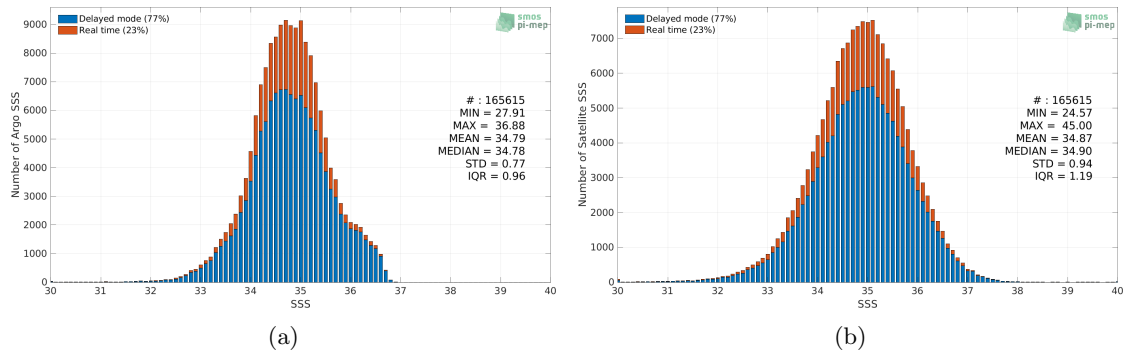 Delayed mode (77%)
Real time (23%)
smos
pi-mep
9000
8000
7000
6000
5000
4000
3000
2000
1000
0
Number of Argo SSS
# : 165615
MIN = 27.91
MAX = 36.88
MEAN = 34.79
MEDIAN = 34.78
STD = 0.77
IQR = 0.96
30 31 32 33 34 35 36 37 38 39 40
SSS
(a)
Delayed mode (77%)
Real time (23%)
smos
pi-mep
7000
6000
5000
4000
3000
2000
1000
0
Number of Satellite SSS
# : 165615
MIN = 24.57
MAX = 45.00
MEAN = 34.87
MEDIAN = 34.90
STD = 0.94
IQR = 1.19
30 31 32 33 34 35 36 37 38 39 40
SSS
(b)